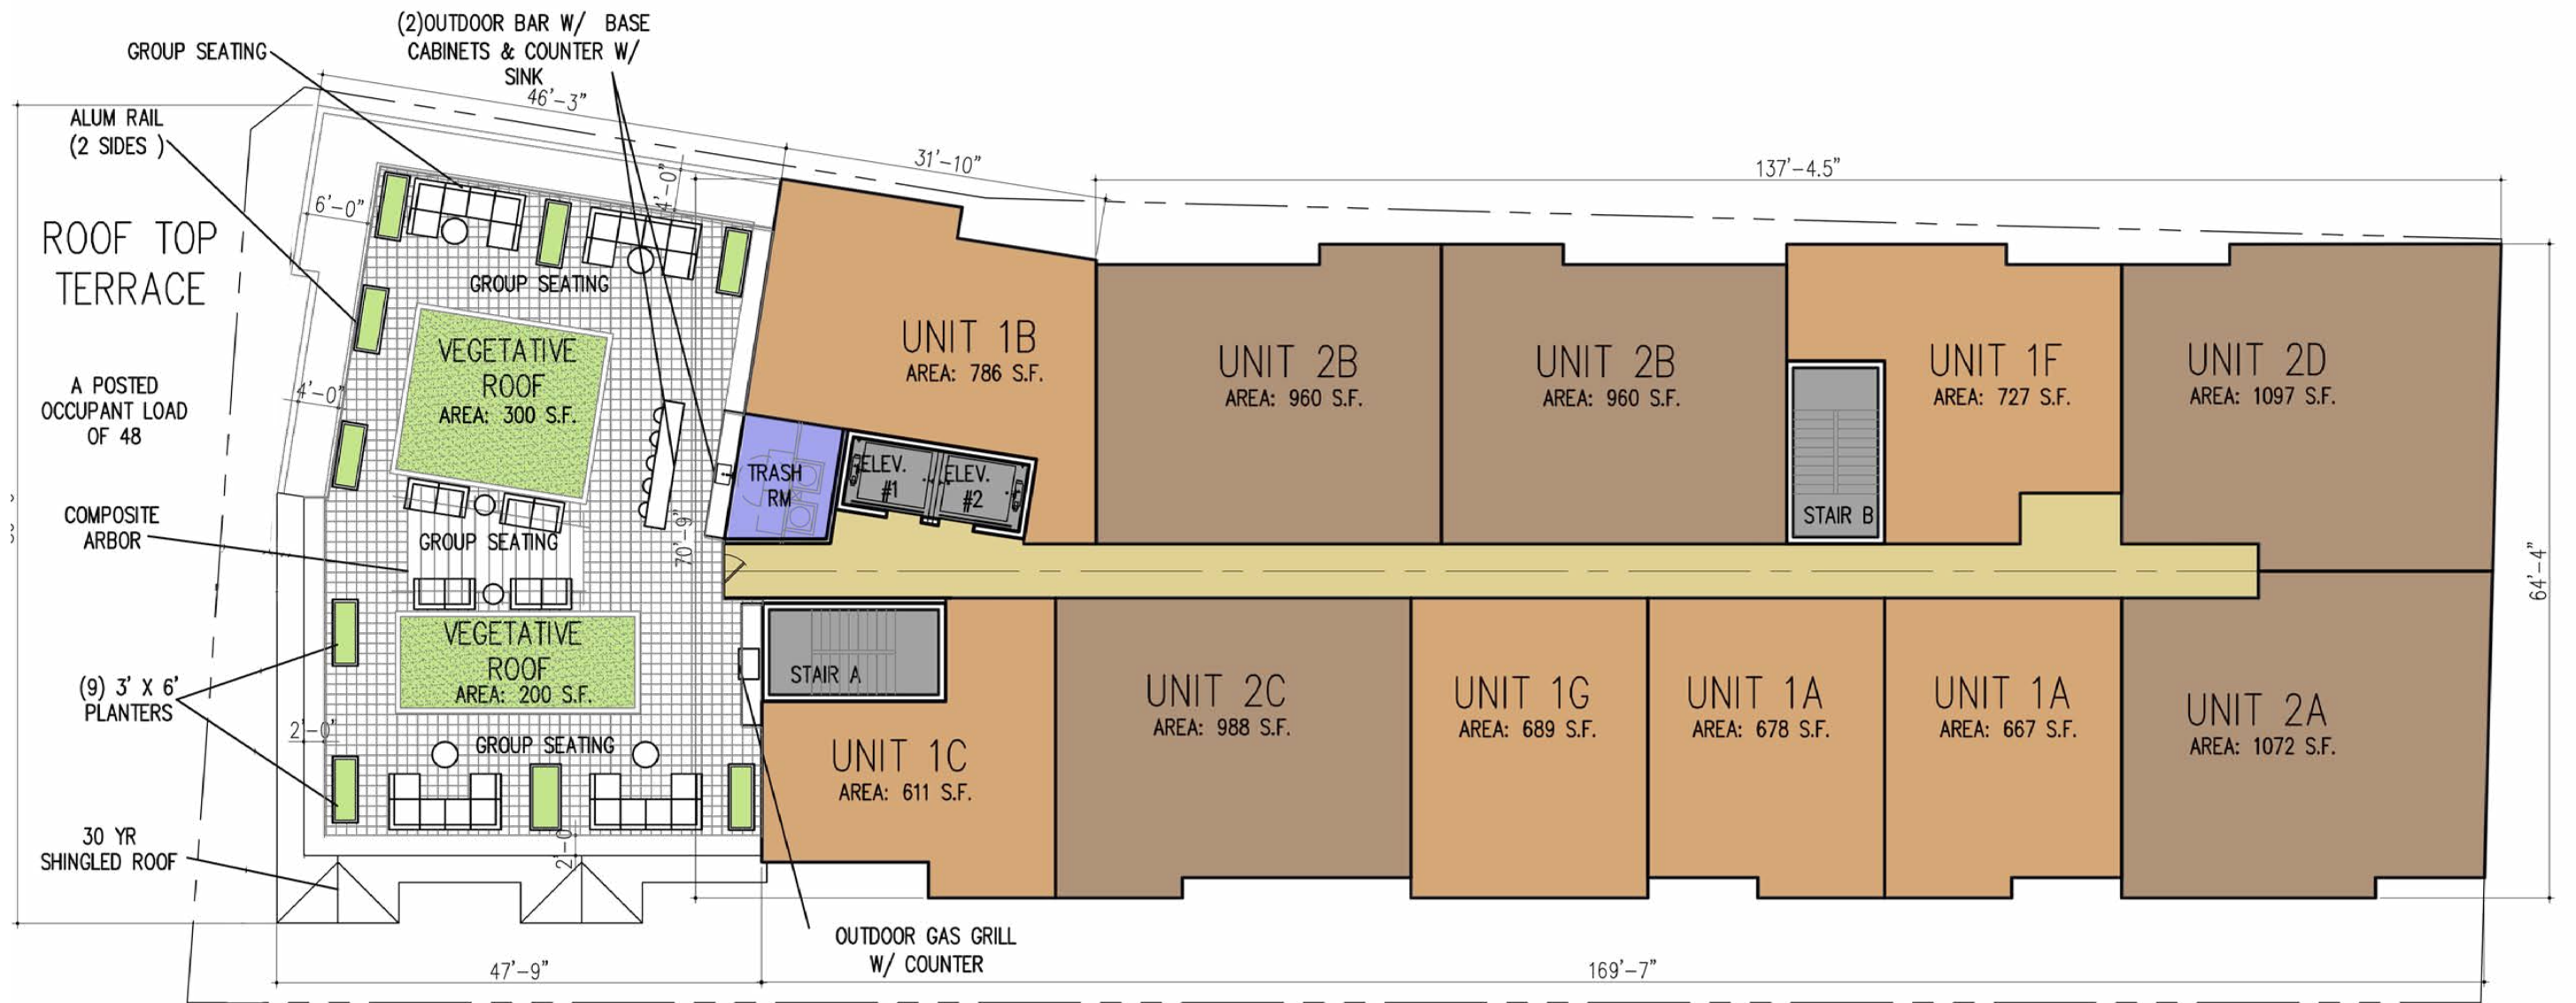 (2)OUTDOOR BAR W/ BASE
CABINETS & COUNTER W/
SINK
GROUP SEATING
46'-3"
ALUM RAIL
(2 SIDES )
31'-10"
137'-4.5"
4'-0"
6'-0"
ROOF TOP
TERRACE
GROUP SEATING
VEGETATIVE
ROOF
AREA: 300 S.F.
UNIT 1B
AREA: 786 S.F.
UNIT 2B
AREA: 960 S.F.
UNIT 2B
AREA: 960 S.F.
UNIT 1F
AREA: 727 S.F.
UNIT 2D
AREA: 1097 S.F.
A POSTED
OCCUPANT LOAD
OF 48
4'-0"
TRASH
RM
ELEV.
#1
ELEV.
#2
STAIR B
COMPOSITE
ARBOR
GROUP SEATING
70'-9"
64'-4"
VEGETATIVE
ROOF
AREA: 200 S.F.
STAIR A
(9) 3' X 6'
PLANTERS
2'-0"
GROUP SEATING
UNIT 1C
AREA: 611 S.F.
UNIT 2C
AREA: 988 S.F.
UNIT 1G
AREA: 689 S.F.
UNIT 1A
AREA: 678 S.F.
UNIT 1A
AREA: 667 S.F.
UNIT 2A
AREA: 1072 S.F.
30 YR
SHINGLED ROOF
2'-0
OUTDOOR GAS GRILL
W/ COUNTER
47'-9"
169'-7"